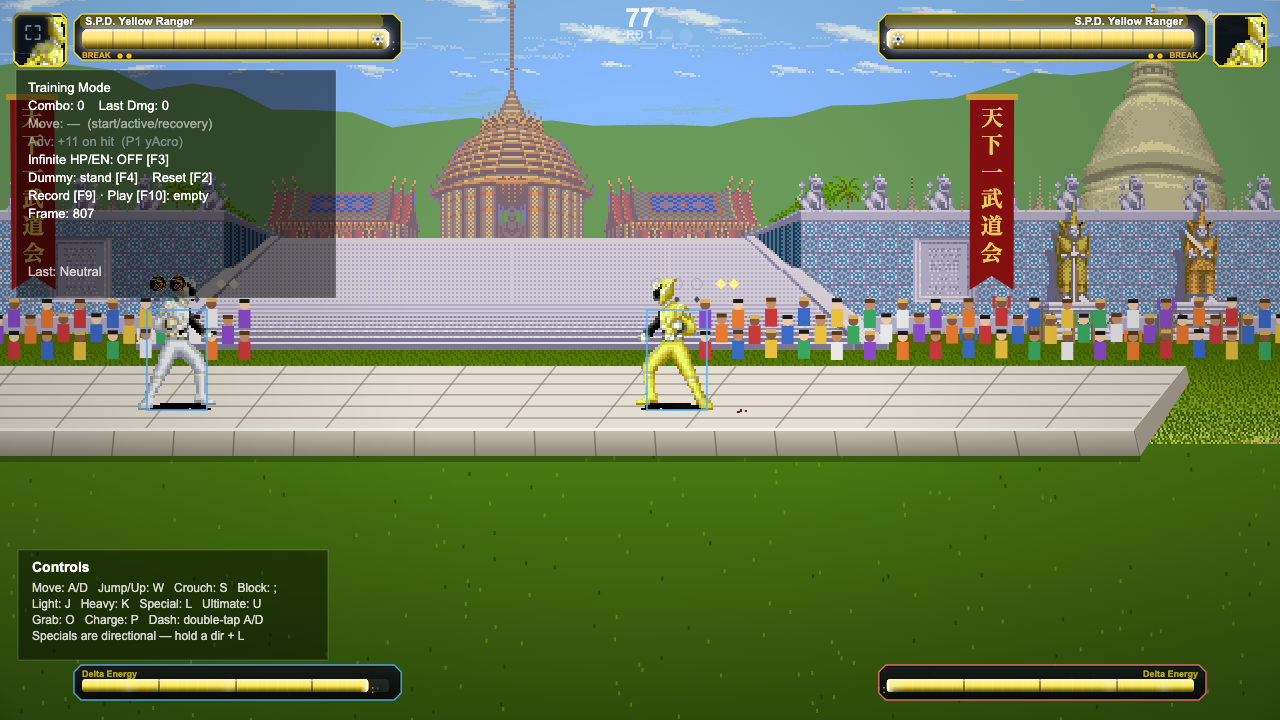 S.P.D. Yellow Ranger
BREAK
77
RD 1
S.P.D. Yellow Ranger
BREAK
Training Mode
Combo: 0 Last Dmg: 0
Move: — (start/active/recovery)
Adv: +11 on hit (P1 yAcro)
Infinite HP/EN: OFF [F3]
Dummy: stand [F4] Reset [F2]
Record [F9] · Play [F10]: empty
Frame: 807
Last: Neutral
天下一武道会
天下一武道会
Controls
Move: A/D Jump/Up: W Crouch: S Block: ;
Light: J Heavy: K Special: L Ultimate: U
Grab: O Charge: P Dash: double-tap A/D
Specials are directional — hold a dir + L
Delta Energy
Delta Energy